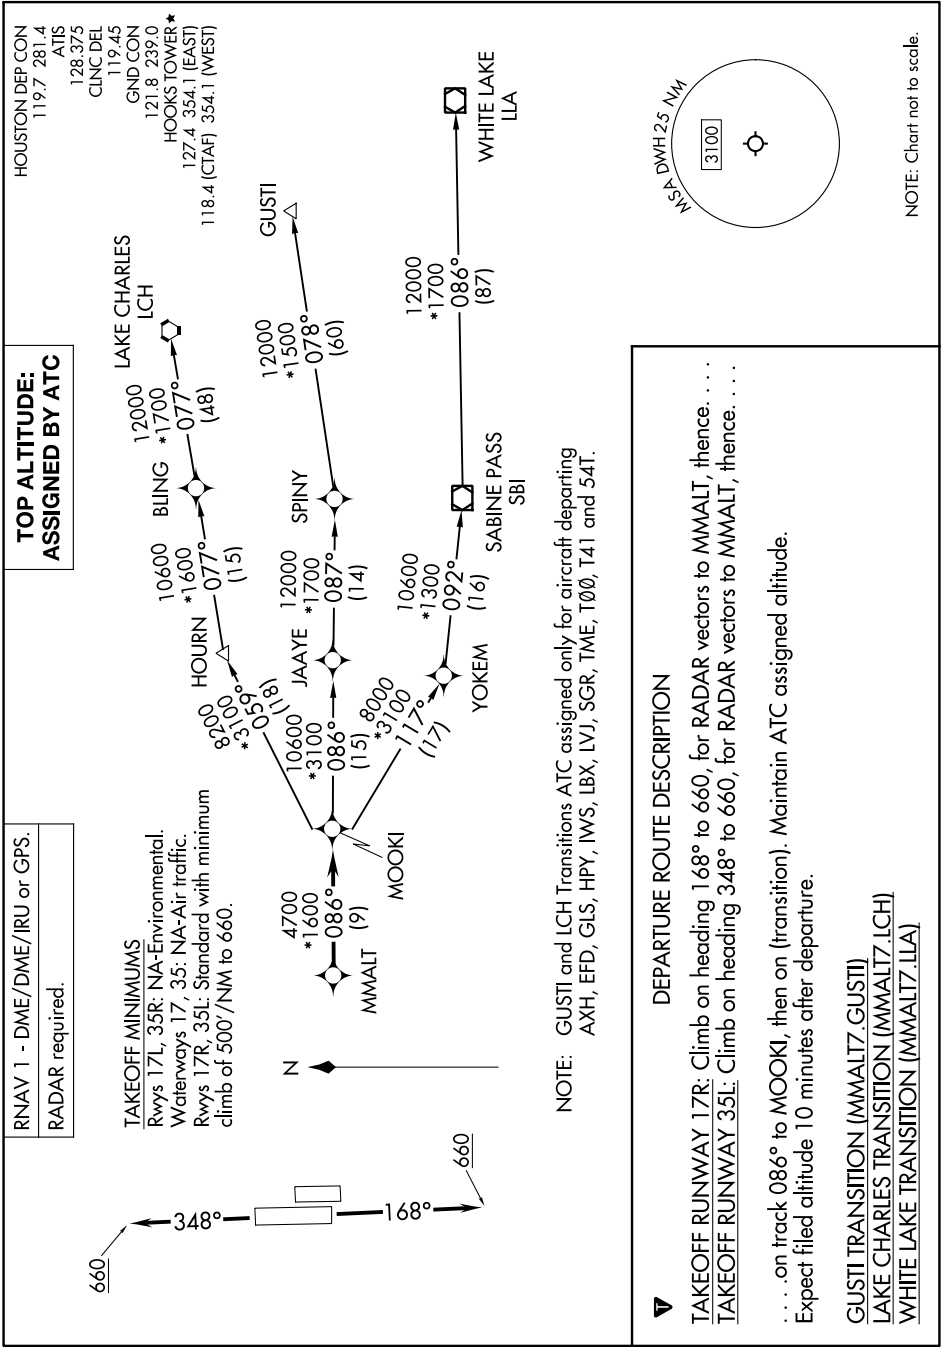 RNAV 1 - DME/DME/IRU or GPS.
RADAR required.
TOP ALTITUDE:
ASSIGNED BY ATC
HOUSTON DEP CON
119.7 281.4
ATIS
128.375
CLNC DEL
119.45
GND CON
121.8 239.0
HOOKS TOWER★
127.4 354.1 (EAST)
118.4 (CTAF) 354.1 (WEST)
TAKEOFF MINIMUMS
Rwys 17L, 35R: NA-Environmental.
Waterways 17, 35: NA-Air traffic.
Rwys 17R, 35L: Standard with minimum
climb of 500'/NM to 660.
660
348°
168°
660
N
MMALT
4700
*1600
086°
(9)
MOOKI
8200
*3100
059°
(18)
HOURN
10600
*1600
077°
(15)
BLING
12000
*1700
077°
(48)
LAKE CHARLES
LCH
10600
*3100
086°
(15)
JAAYE
12000
*1700
087°
(14)
SPINY
12000
*1500
078°
(60)
GUSTI
8000
*3100
117°
(17)
YOKEM
10600
*1300
092°
(16)
SABINE PASS
SBI
12000
*1700
086°
(87)
WHITE LAKE
LLA
NOTE: GUSTI and LCH Transitions ATC assigned only for aircraft departing
AXH, EFD, GLS, HPY, IWS, LBX, LVJ, SGR, TME, TØØ, T41 and 54T.
MSA DWH 25 NM
3100
NOTE: Chart not to scale.
T
DEPARTURE ROUTE DESCRIPTION
TAKEOFF RUNWAY 17R: Climb on heading 168° to 660, for RADAR vectors to MMALT, thence. . . .
TAKEOFF RUNWAY 35L: Climb on heading 348° to 660, for RADAR vectors to MMALT, thence. . . .
. . . .on track 086° to MOOKI, then on (transition). Maintain ATC assigned altitude.
Expect filed altitude 10 minutes after departure.
GUSTI TRANSITION (MMALT7.GUSTI)
LAKE CHARLES TRANSITION (MMALT7.LCH)
WHITE LAKE TRANSITION (MMALT7.LLA)